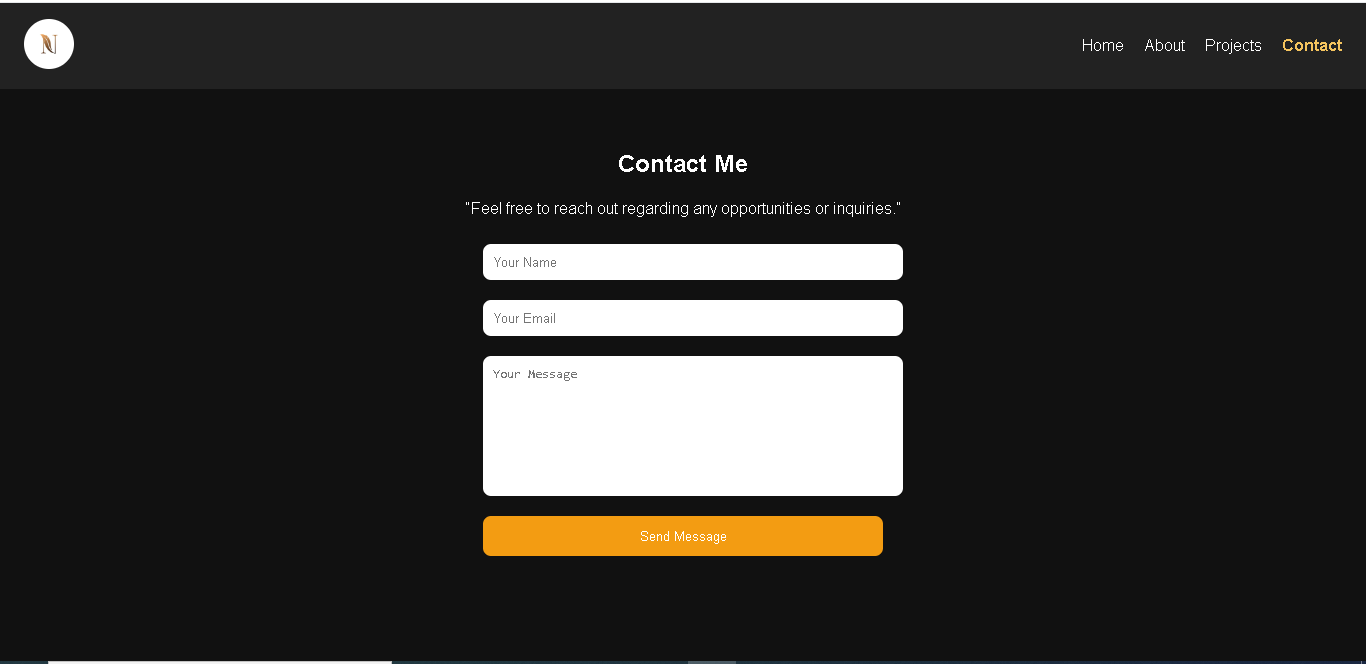 N
Home About Projects Contact
Contact Me
"Feel free to reach out regarding any opportunities or inquiries."
Your Name
Your Email
Your Message
Send Message